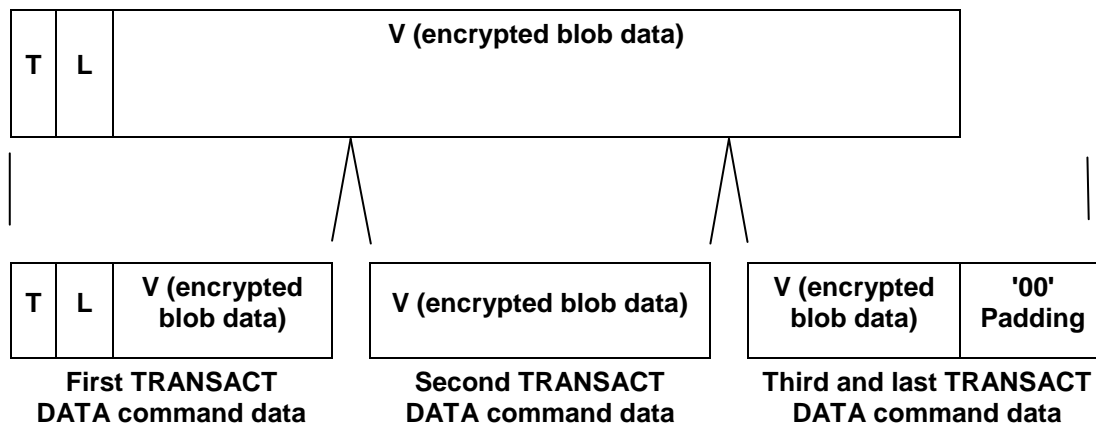 V (encrypted blob data)
T L
T L V (encrypted blob data)
V (encrypted blob data)
V (encrypted blob data)
'00' Padding
First TRANSACT DATA command data
Second TRANSACT DATA command data
Third and last TRANSACT DATA command data